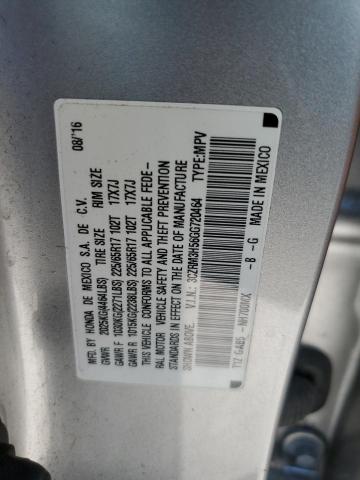 MFD. BY HONDA DE MEXICO S.A. DE C.V. 08/16
GVWR 2025KG(4464LBS) TIRE SIZE RIM SIZE
GAWR F 1030KG(2271LBS) 225/65R17 102T 17X7J
GAWR R 1015KG(2238LBS) 225/65R17 102T 17X7J
THIS VEHICLE CONFORMS TO ALL APPLICABLE FEDE-
RAL MOTOR VEHICLE SAFETY AND THEFT PREVENTION
STANDARDS IN EFFECT ON THE DATE OF MANUFACTURE
SHOWN ABOVE. V.I.N.: 3CZRM3H56GG720464 TYPE:MPV
T1Z GAB5 -NH700XX -B -G MADE IN MEXICO